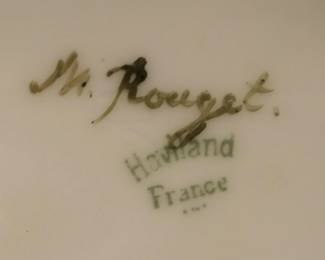 M. Rouget.
Haviland
France